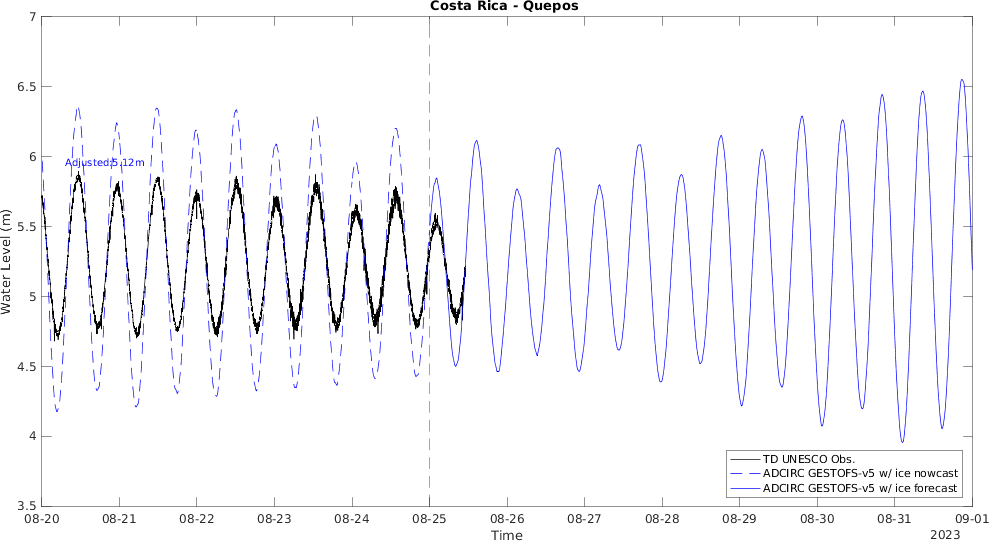 Costa Rica - Quepos
7
6.5
6
5.5
5
4.5
4
3.5
Water Level (m)
Adjusted:5.12m
TD UNESCO Obs.
ADCIRC GESTOFS-v5 w/ ice nowcast
ADCIRC GESTOFS-v5 w/ ice forecast
08-20 08-21 08-22 08-23 08-24 08-25 08-26 08-27 08-28 08-29 08-30 08-31 09-01
Time
2023